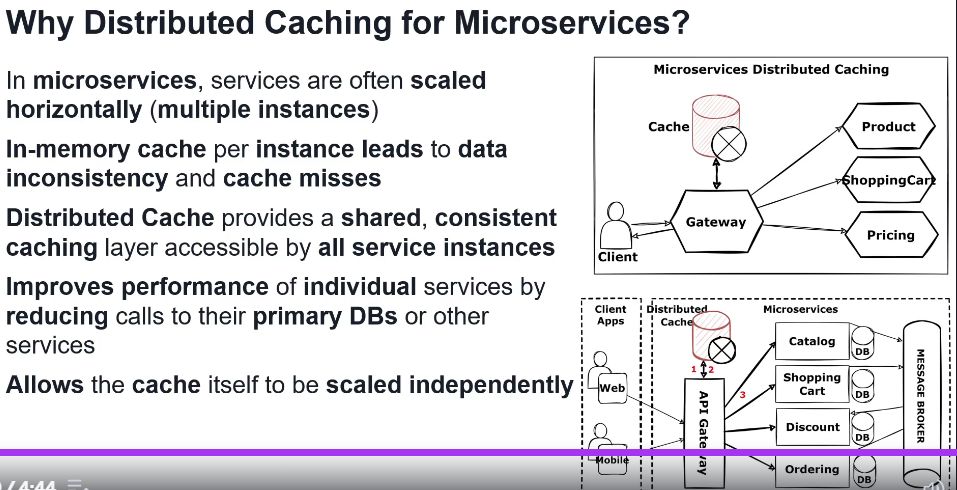 Why Distributed Caching for Microservices?
In microservices, services are often scaled
horizontally (multiple instances)
In-memory cache per instance leads to data
inconsistency and cache misses
Distributed Cache provides a shared, consistent
caching layer accessible by all service instances
Improves performance of individual services by
reducing calls to their primary DBs or other
services
Allows the cache itself to be scaled independently
Microservices Distributed Caching
Cache
Product
ShoppingCart
Gateway
Pricing
Client
Client
Apps
Distributed
Cache
Microservices
Catalog
DB
1 2
Web
Shopping
Cart
DB
3
API Gateway
MESSAGE BROKER
Discount
DB
Mobile
Ordering
DB
/ 4:44